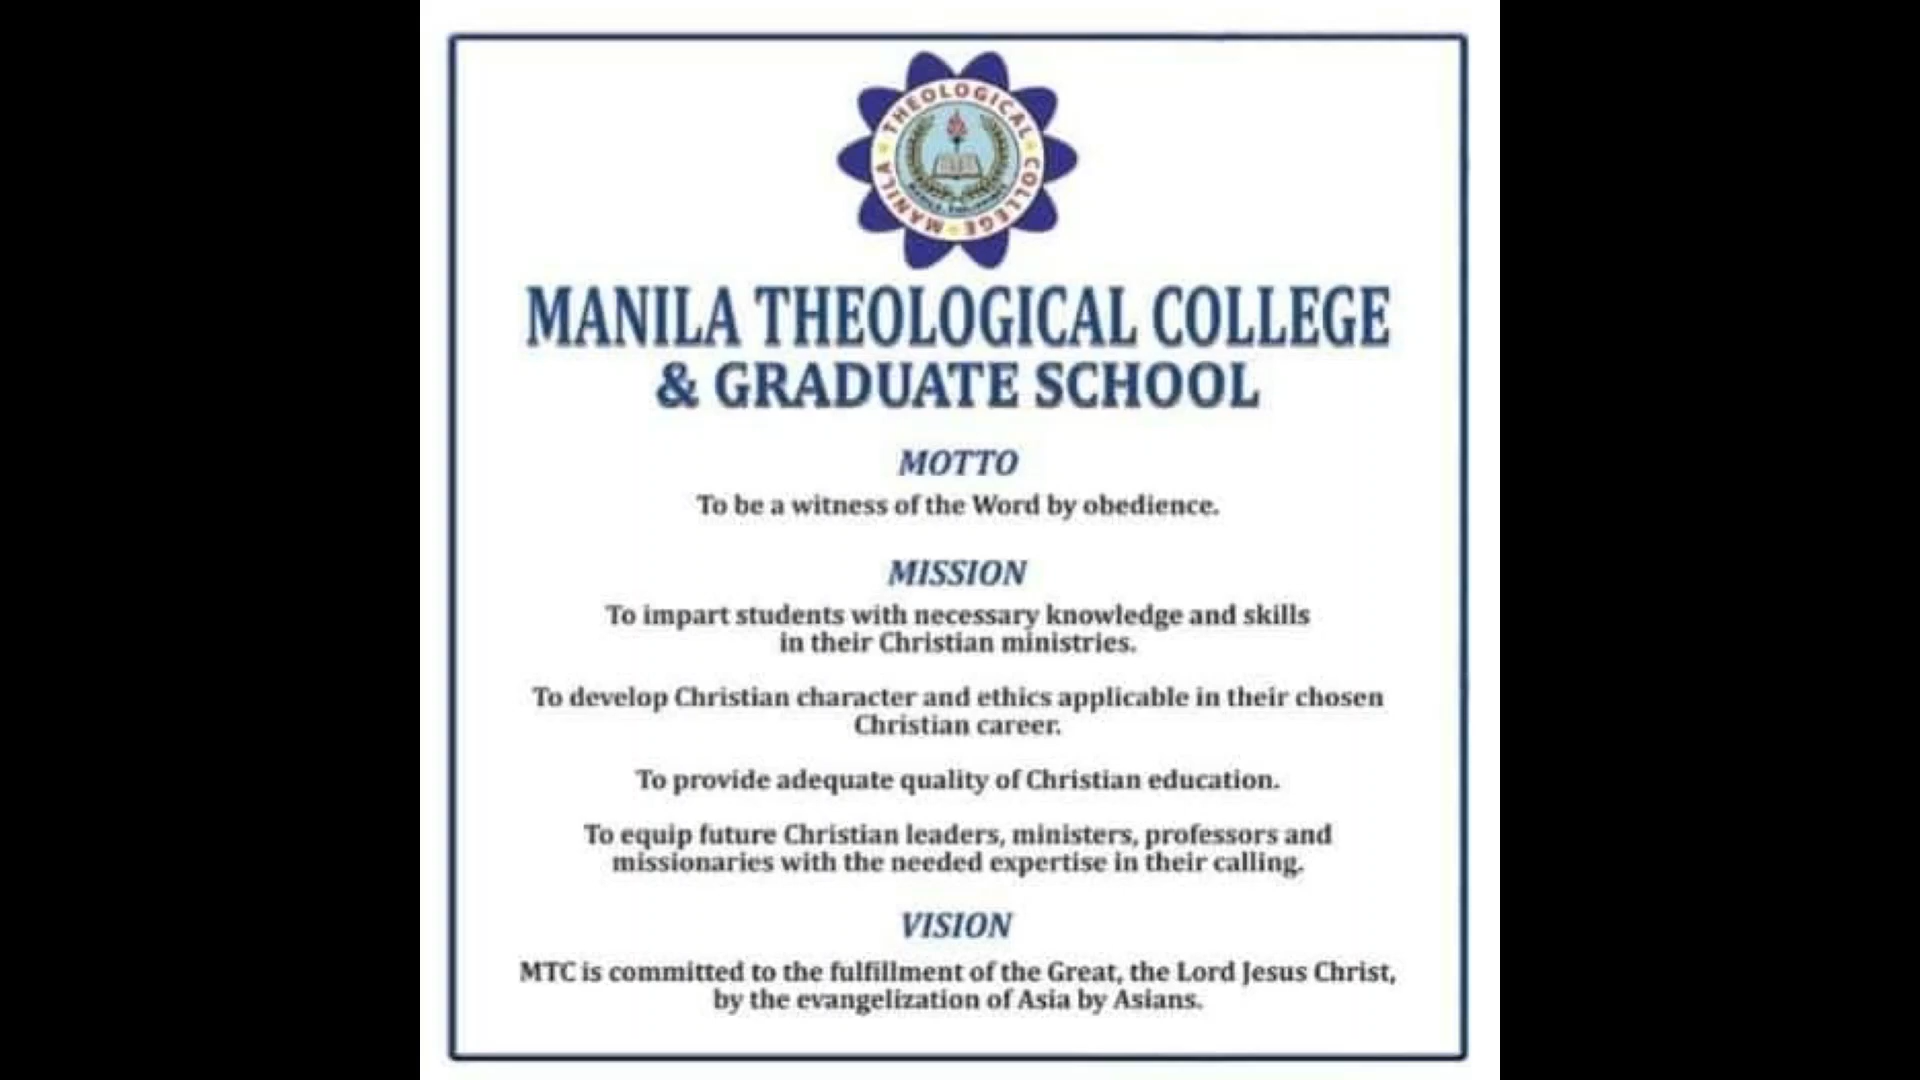 THEOLOGICAL COLLEGE MANILA
MANILA THEOLOGICAL COLLEGE
& GRADUATE SCHOOL
MOTTO
To be a witness of the Word by obedience.
MISSION
To impart students with necessary knowledge and skills
in their Christian ministries.
To develop Christian character and ethics applicable in their chosen
Christian career.
To provide adequate quality of Christian education.
To equip future Christian leaders, ministers, professors and
missionaries with the needed expertise in their calling.
VISION
MTC is committed to the fulfillment of the Great, the Lord Jesus Christ,
by the evangelization of Asia by Asians.